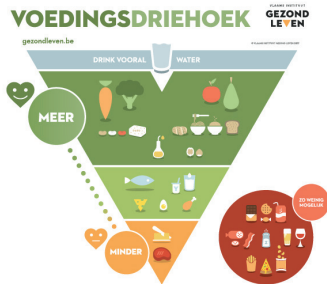 VOEDINGSDRIEHOEK
gezondleven.be
VLAAMS INSTITUUT
GEZOND
LEVEN
DRINK VOORAL WATER
MEER
MINDER
ZO WEINIG
MOGELIJK